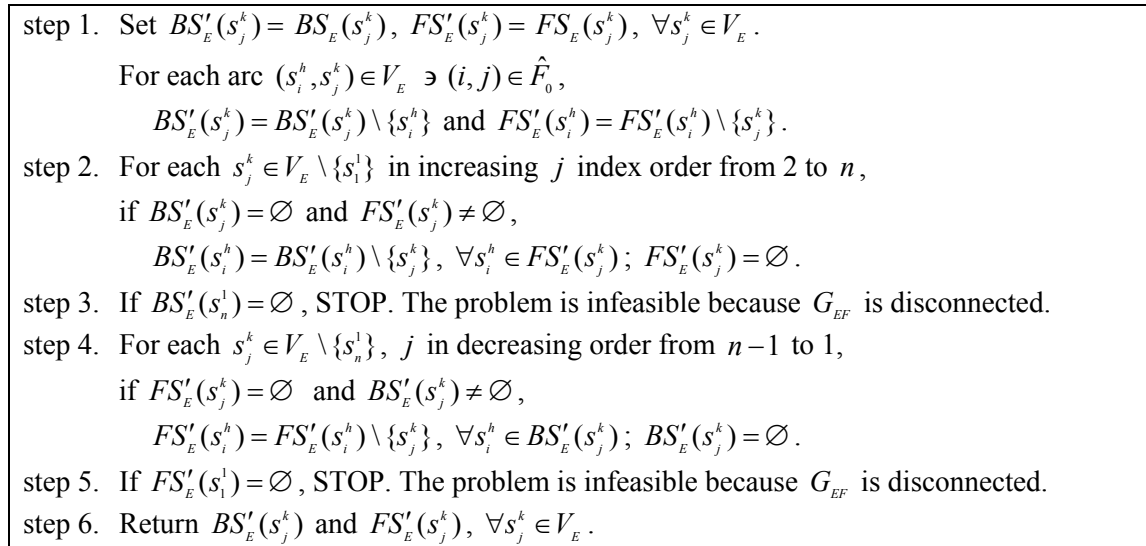 step 1. Set BS′_E(s_j^k) = BS_E(s_j^k), FS′_E(s_j^k) = FS_E(s_j^k), ∀s_j^k ∈ V_E.
For each arc (s_i^h, s_j^k) ∈ V_E ∍ (i, j) ∈ F̂_0,
BS′_E(s_j^k) = BS′_E(s_j^k) \ {s_i^h} and FS′_E(s_i^h) = FS′_E(s_i^h) \ {s_j^k}.
step 2. For each s_j^k ∈ V_E \ {s_1^1} in increasing j index order from 2 to n,
if BS′_E(s_j^k) = ∅ and FS′_E(s_j^k) ≠ ∅,
BS′_E(s_i^h) = BS′_E(s_i^h) \ {s_j^k}, ∀s_i^h ∈ FS′_E(s_j^k); FS′_E(s_j^k) = ∅.
step 3. If BS′_E(s_n^1) = ∅, STOP. The problem is infeasible because G_EF is disconnected.
step 4. For each s_j^k ∈ V_E \ {s_n^1}, j in decreasing order from n−1 to 1,
if FS′_E(s_j^k) = ∅ and BS′_E(s_j^k) ≠ ∅,
FS′_E(s_i^h) = FS′_E(s_i^h) \ {s_j^k}, ∀s_i^h ∈ BS′_E(s_j^k); BS′_E(s_j^k) = ∅.
step 5. If FS′_E(s_1^1) = ∅, STOP. The problem is infeasible because G_EF is disconnected.
step 6. Return BS′_E(s_j^k) and FS′_E(s_j^k), ∀s_j^k ∈ V_E.